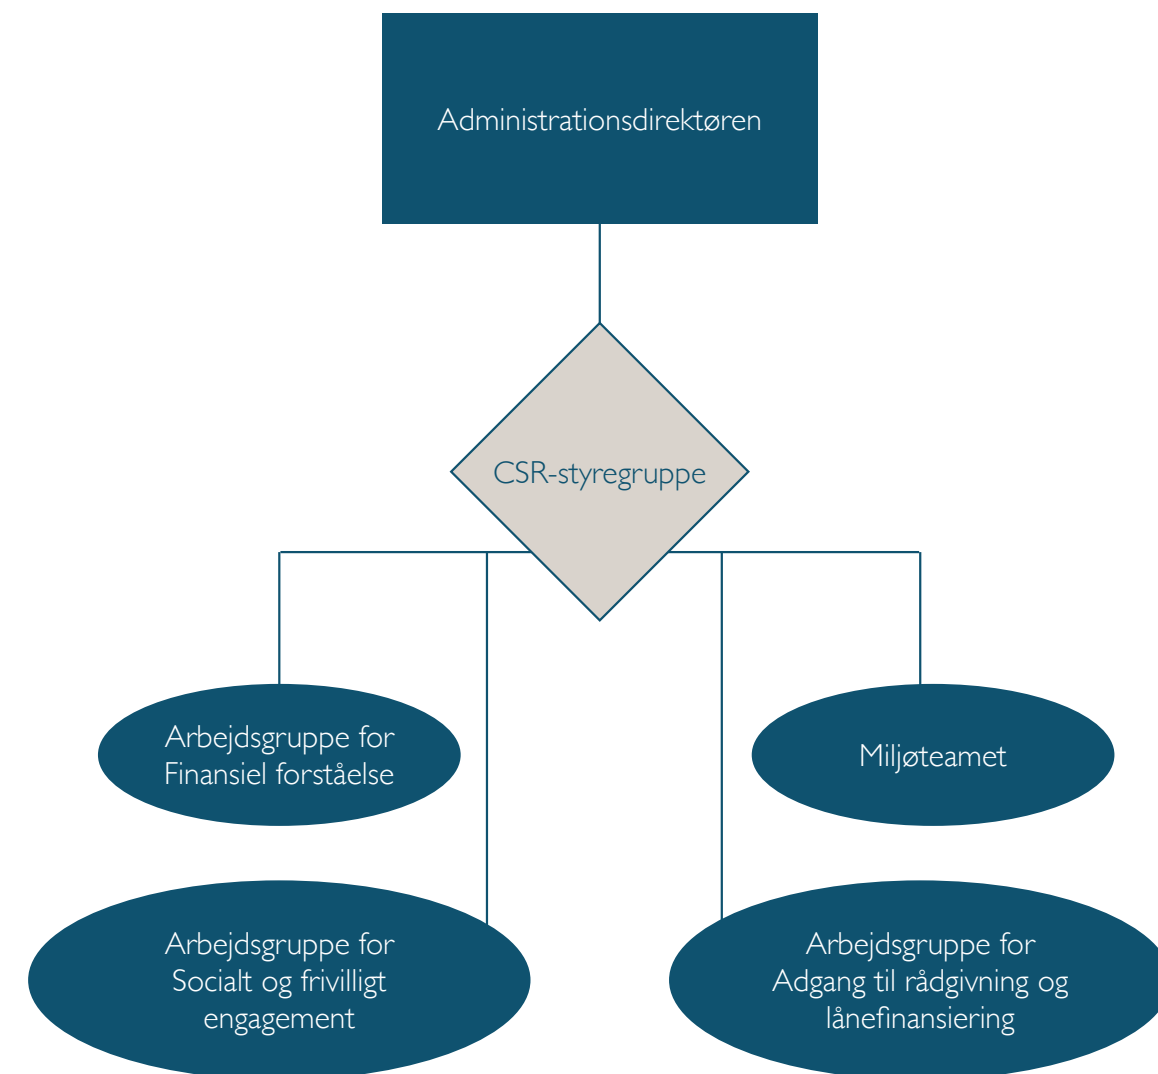 Administrationsdirektøren
CSR-styregruppe
Arbejdsgruppe for
Finansiel forståelse
Miljøteamet
Arbejdsgruppe for
Socialt og frivilligt
engagement
Arbejdsgruppe for
Adgang til rådgivning og
lånefinansiering